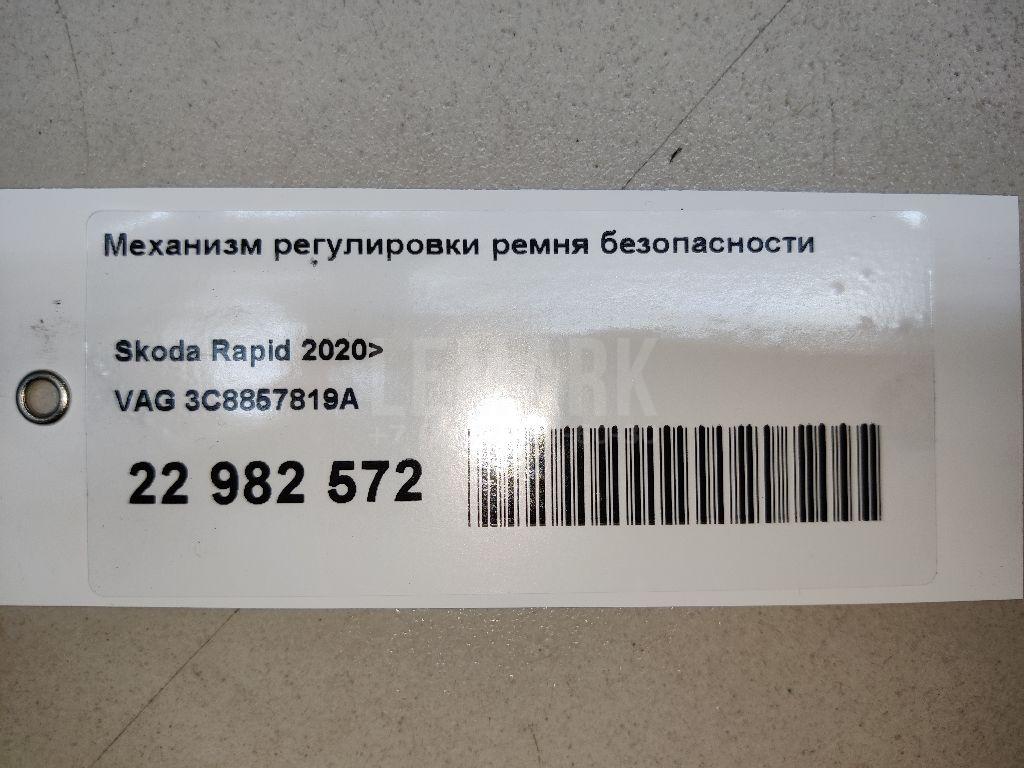 Механизм регулировки ремня безопасности
Skoda Rapid 2020>
VAG 3C8857819A
22 982 572